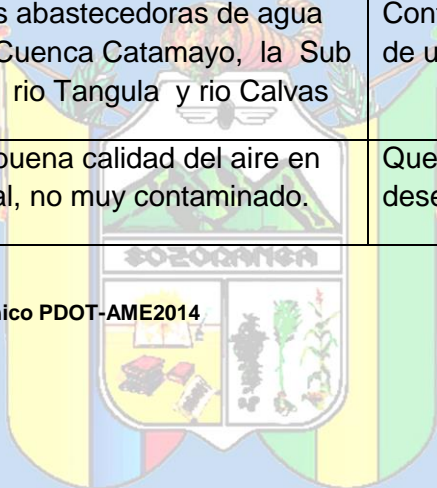 s abastecedoras de agua
Cuenca Catamayo, la Sub
rio Tangula y rio Calvas
buena calidad del aire en
al, no muy contaminado.
Con
de u
Que
dese
SOZORANGA
nico PDOT-AME2014